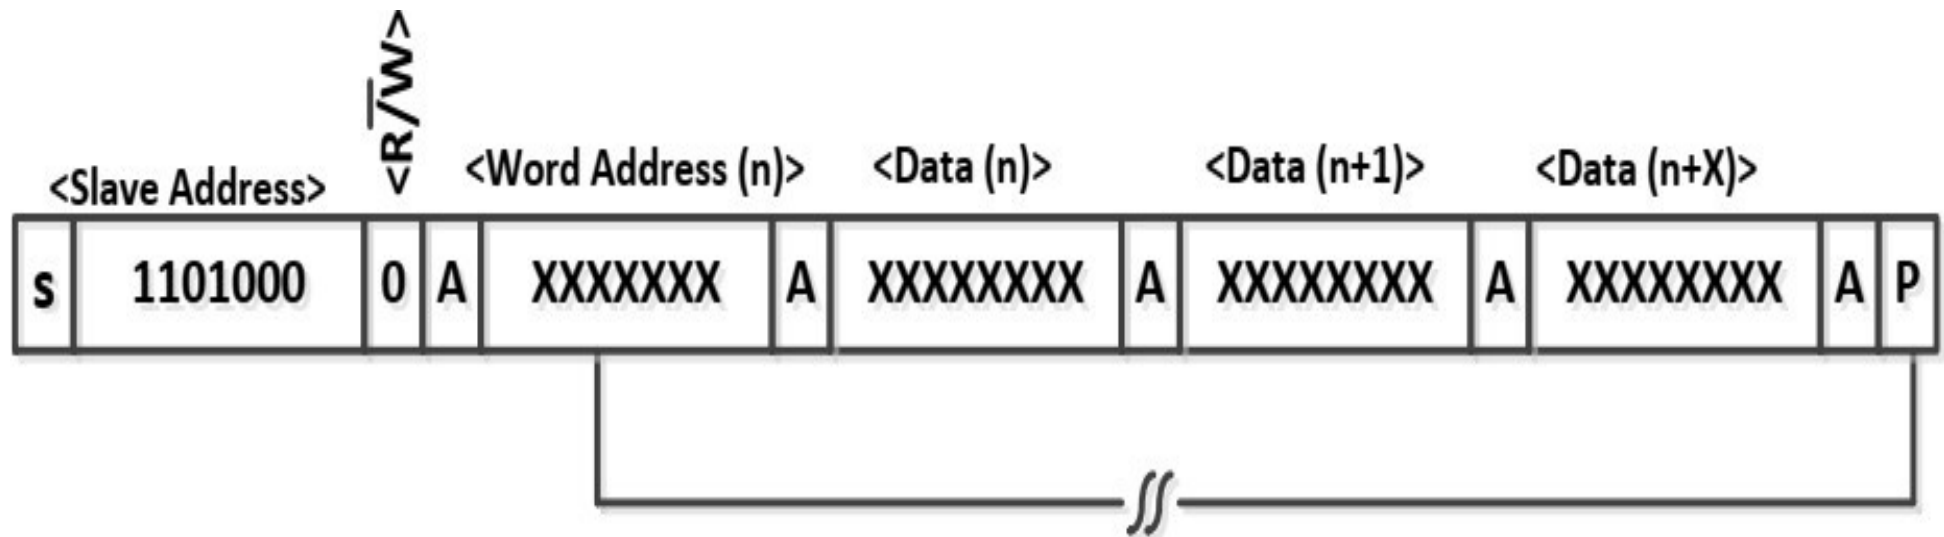 <R/W>
<Slave Address> <Word Address (n)> <Data (n)> <Data (n+1)> <Data (n+X)>
s 1101000 0 A XXXXXXX A XXXXXXXX A XXXXXXXX A XXXXXXXX A P